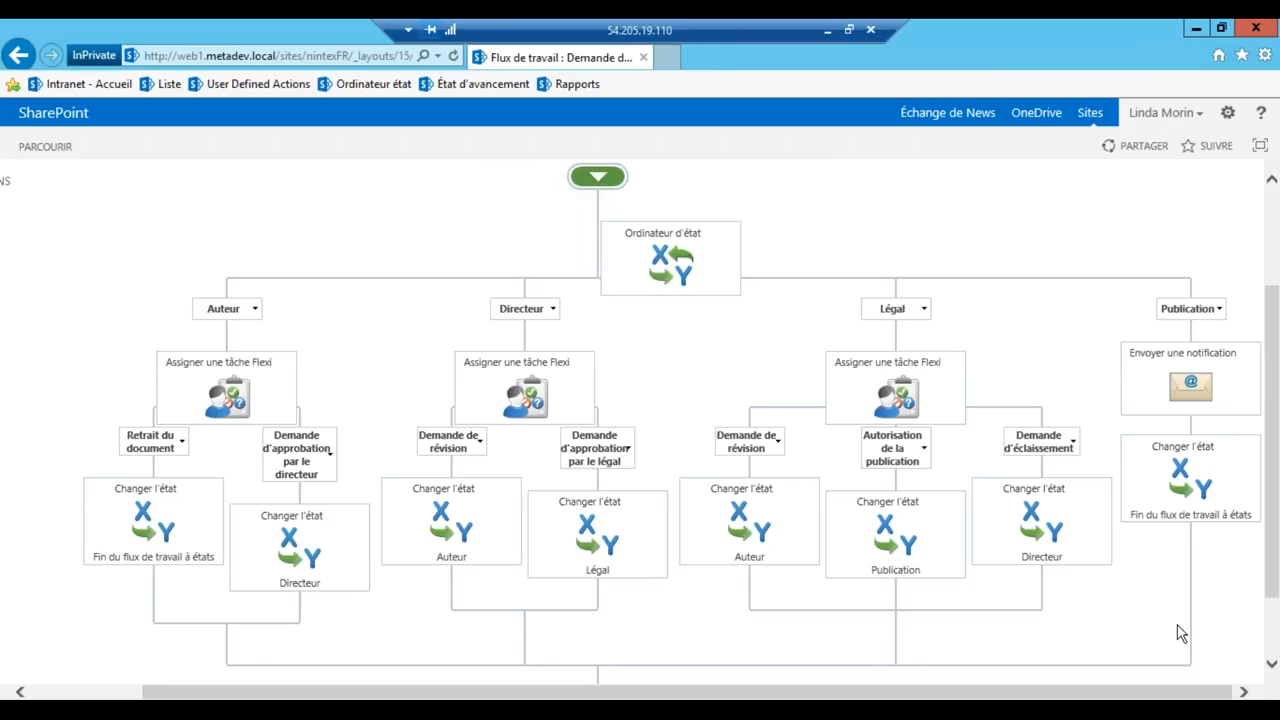 54.205.19.110
InPrivate
http://web1.metadev.local/sites/nintexFR/_layouts/15/
Flux de travail : Demande d...
Intranet - Accueil
Liste
User Defined Actions
Ordinateur état
État d'avancement
Rapports
SharePoint
Échange de News
OneDrive
Sites
Linda Morin
?
PARCOURIR
PARTAGER
SUIVRE
NS
Ordinateur d'état
X
Y
Auteur
Directeur
Légal
Publication
Assigner une tâche Flexi
Assigner une tâche Flexi
Assigner une tâche Flexi
Envoyer une notification
@
Retrait du
document
Demande
d'approbation
par le
directeur
Demande de
révision
Demande
d'approbation
par le légal
Demande de
révision
Autorisation
de la
publication
Demande
d'éclaissement
Changer l'état
X
Y
Fin du flux de travail à états
Changer l'état
X
Y
Directeur
Changer l'état
X
Y
Auteur
Changer l'état
X
Y
Légal
Changer l'état
X
Y
Auteur
Changer l'état
X
Y
Publication
Changer l'état
X
Y
Directeur
Changer l'état
X
Y
Fin du flux de travail à états